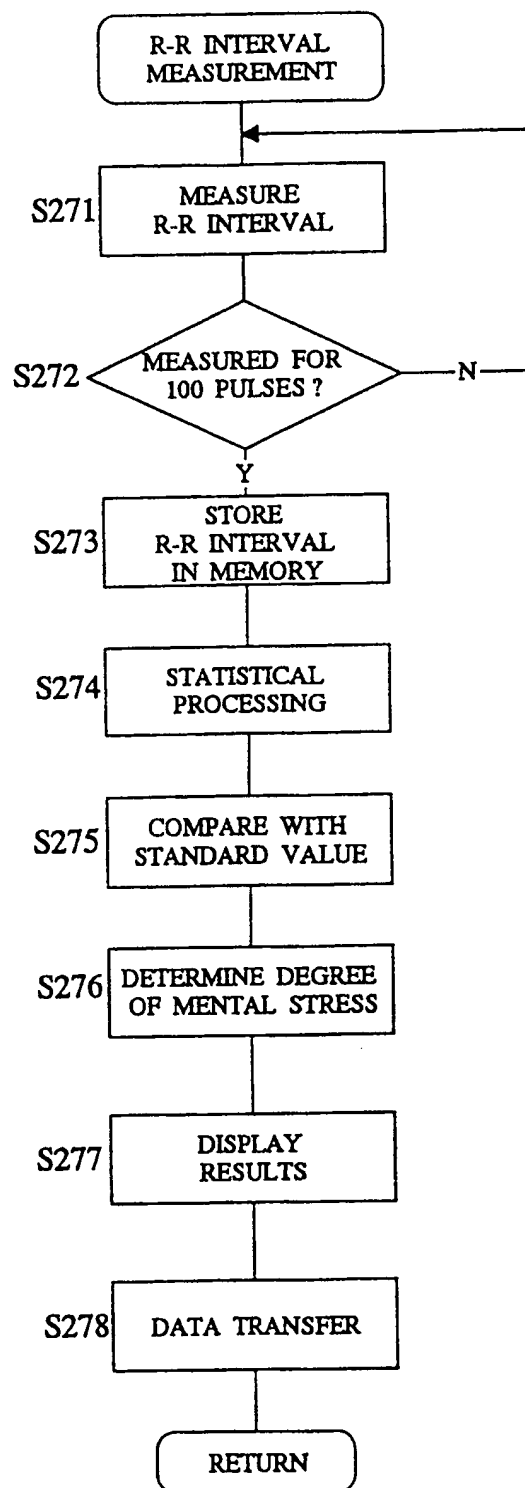 R-R INTERVAL
MEASUREMENT
S271
MEASURE
R-R INTERVAL
S272
MEASURED FOR
100 PULSES ?
N
Y
S273
STORE
R-R INTERVAL
IN MEMORY
S274
STATISTICAL
PROCESSING
S275
COMPARE WITH
STANDARD VALUE
S276
DETERMINE DEGREE
OF MENTAL STRESS
S277
DISPLAY
RESULTS
S278
DATA TRANSFER
RETURN